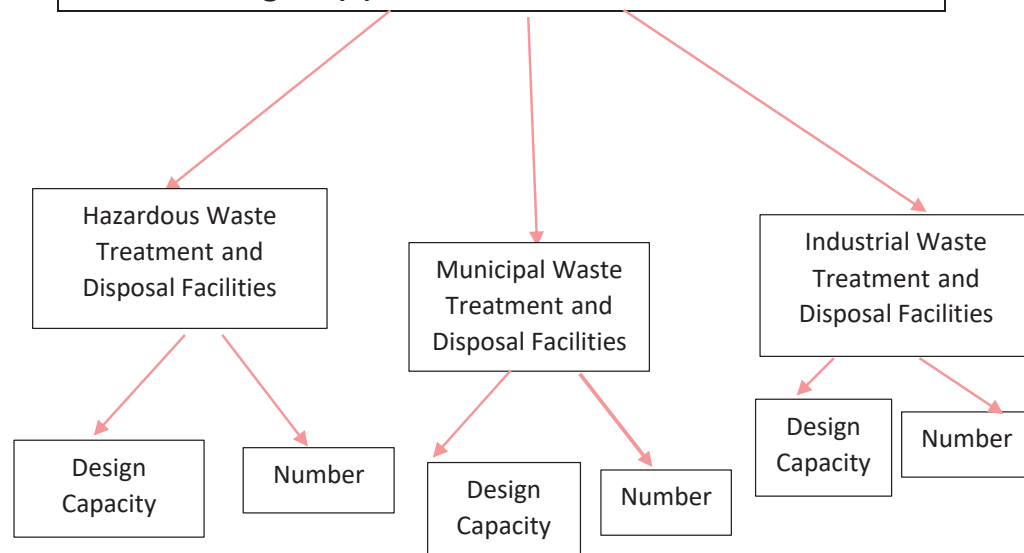 Hazardous Waste
Treatment and
Disposal Facilities
Municipal Waste
Treatment and
Disposal Facilities
Industrial Waste
Treatment and
Disposal Facilities
Design
Capacity
Number
Design
Capacity
Number
Design
Capacity
Number